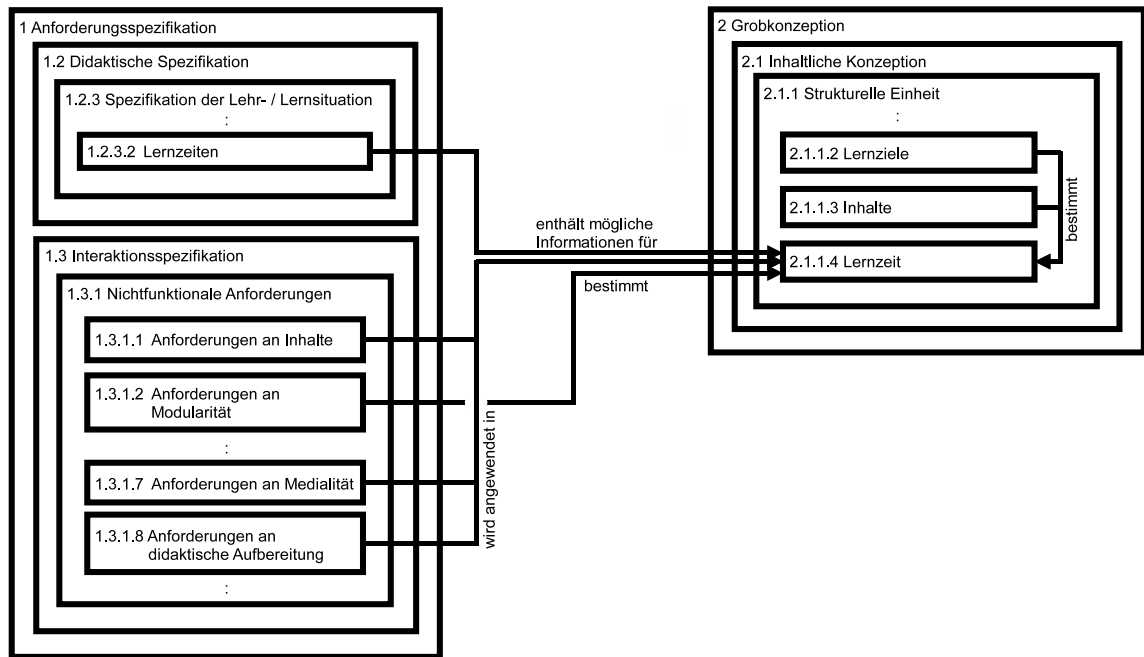 1 Anforderungsspezifikation
1.2 Didaktische Spezifikation
1.2.3 Spezifikation der Lehr- / Lernsituation
:
1.2.3.2 Lernzeiten
1.3 Interaktionsspezifikation
1.3.1 Nichtfunktionale Anforderungen
1.3.1.1 Anforderungen an Inhalte
1.3.1.2 Anforderungen an
Modularität
:
1.3.1.7 Anforderungen an Medialität
1.3.1.8 Anforderungen an
didaktische Aufbereitung
:
enthält mögliche
Informationen für
bestimmt
wird angewendet in
2 Grobkonzeption
2.1 Inhaltliche Konzeption
2.1.1 Strukturelle Einheit
:
2.1.1.2 Lernziele
2.1.1.3 Inhalte
2.1.1.4 Lernzeit
bestimmt